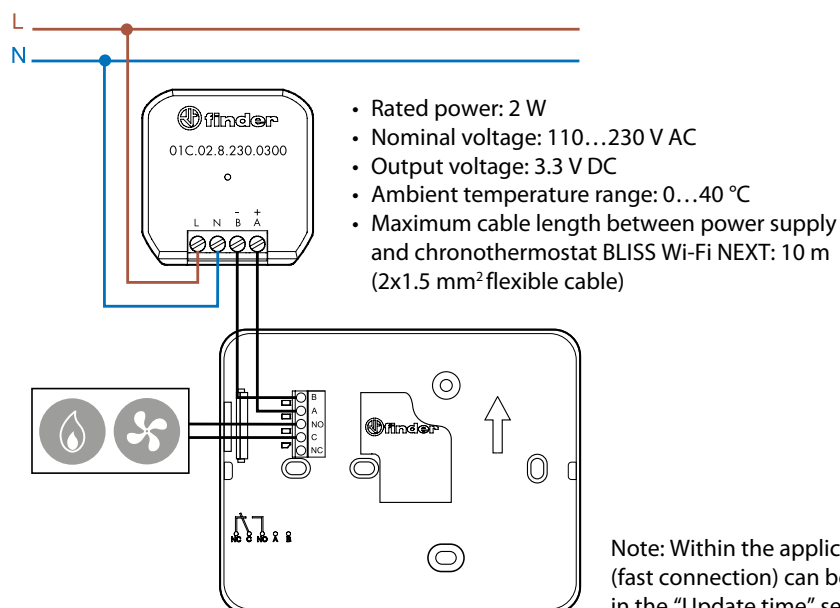 L
N
finder
01C.02.8.230.0300
- +
L N B A
• Rated power: 2 W
• Nominal voltage: 110…230 V AC
• Output voltage: 3.3 V DC
• Ambient temperature range: 0…40 °C
• Maximum cable length between power supply
and chronothermostat BLISS Wi-Fi NEXT: 10 m
(2x1.5 mm² flexible cable)
B
A
NO
C
NC
finder
NC C NO A B
Note: Within the applic
(fast connection) can be
in the “Update time” se